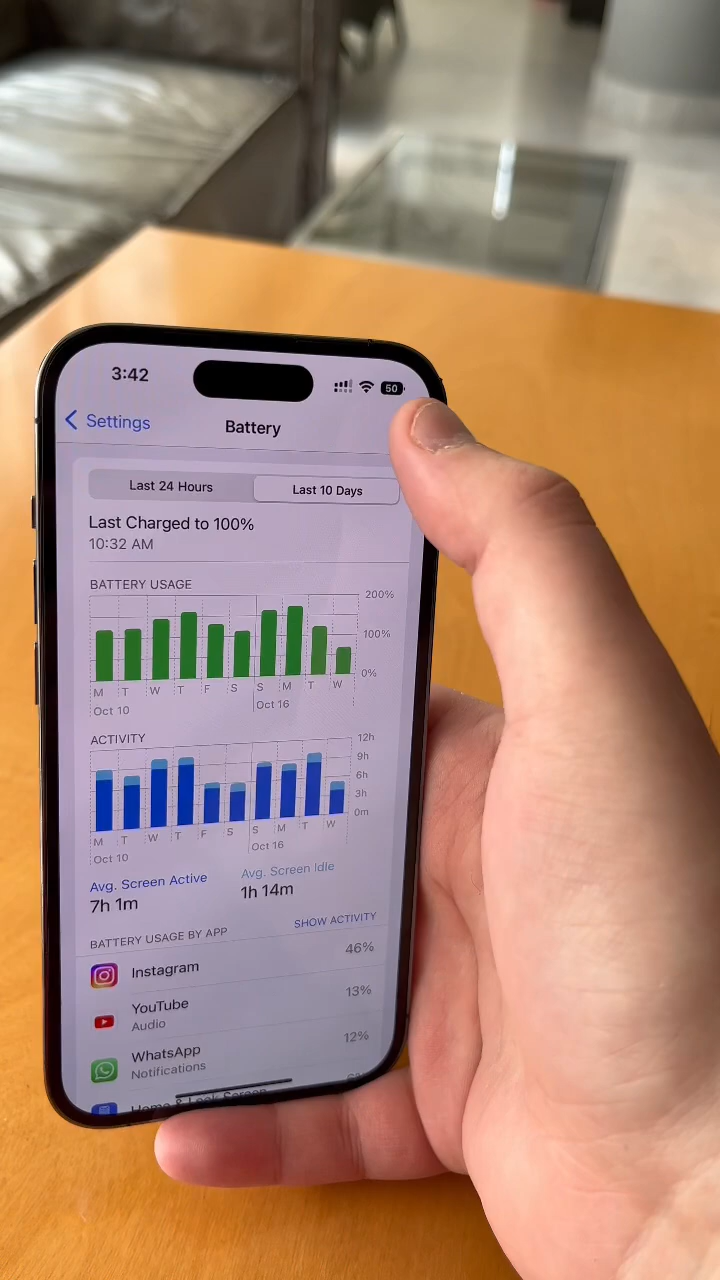 3:42
50
Settings
Battery
Last 24 Hours
Last 10 Days
Last Charged to 100%
10:32 AM
BATTERY USAGE
200%
100%
0%
M T W T F S S M T W
Oct 10
Oct 16
ACTIVITY
12h
9h
6h
3h
0m
M T W T F S S M T W
Oct 10
Oct 16
Avg. Screen Active
Avg. Screen Idle
7h 1m
1h 14m
BATTERY USAGE BY APP
SHOW ACTIVITY
Instagram
46%
YouTube
13%
Audio
WhatsApp
12%
Notifications
Home & Lock Screen